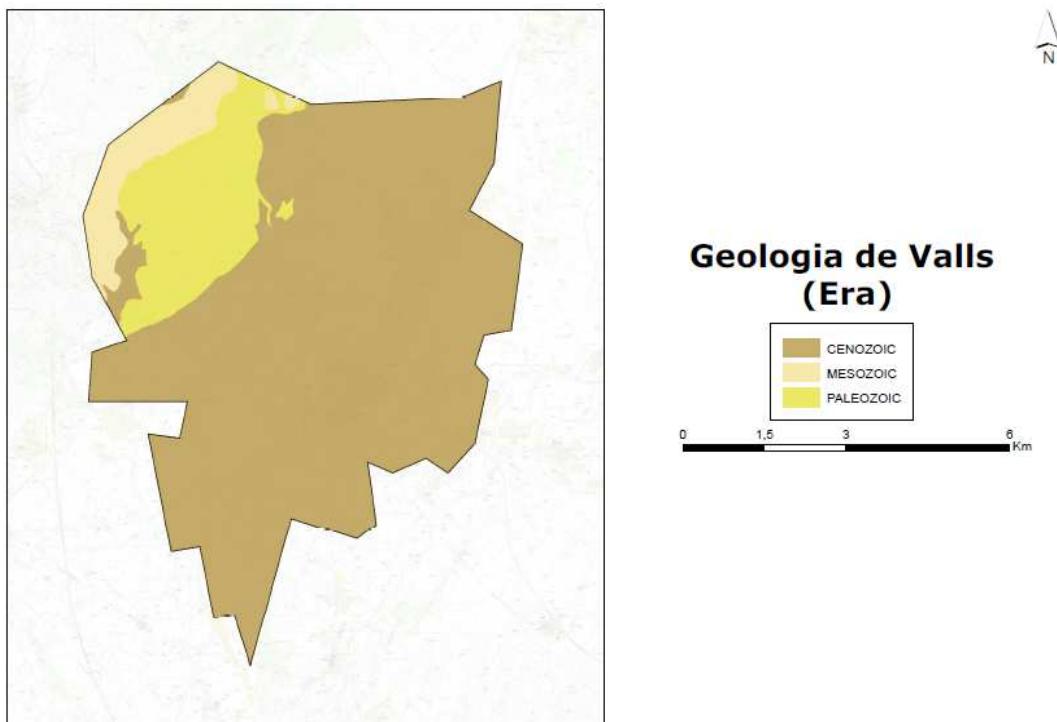 N
Geologia de Valls
(Era)
CENOZOIC
MESOZOIC
PALEOZOIC
0 1,5 3 6
Km